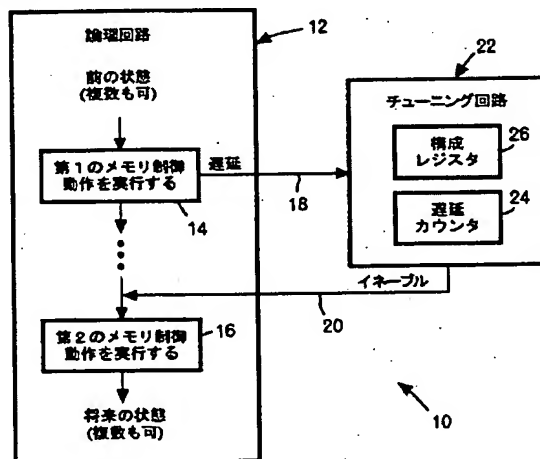 論理回路
12
前の状態
(複数も可)
第1のメモリ制御
動作を実行する
14
遅延
18
22
チューニング回路
構成
レジスタ
26
遅延
カウンタ
24
イネーブル
20
第2のメモリ制御
動作を実行する
16
将来の状態
(複数も可)
10